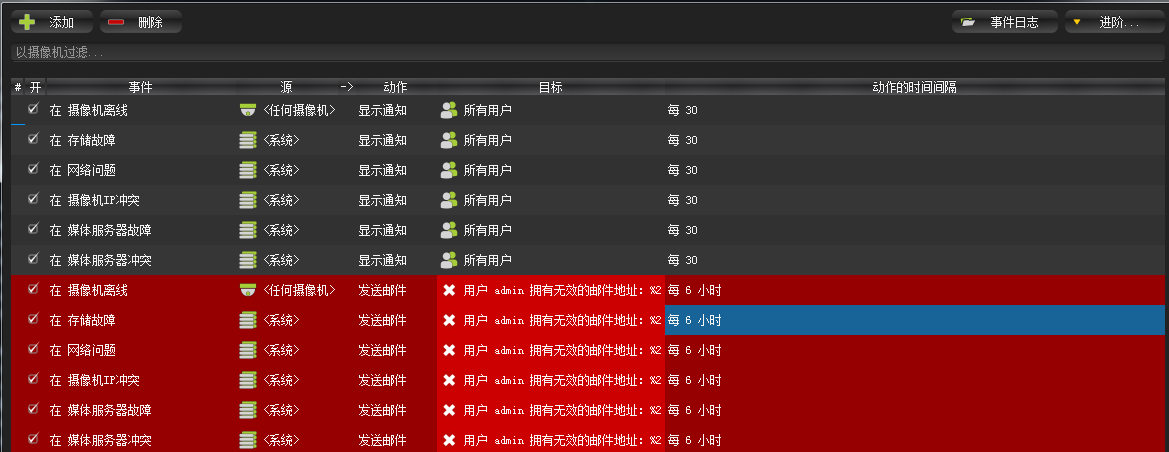 添加 删除 事件日志 进阶...
以摄像机过滤...
# 开 事件 源 -> 动作 目标 动作的时间间隔
在 摄像机离线 <任何摄像机> 显示通知 所有用户 每 30
在 存储故障 <系统> 显示通知 所有用户 每 30
在 网络问题 <系统> 显示通知 所有用户 每 30
在 摄像机IP冲突 <系统> 显示通知 所有用户 每 30
在 媒体服务器故障 <系统> 显示通知 所有用户 每 30
在 媒体服务器冲突 <系统> 显示通知 所有用户 每 30
在 摄像机离线 <任何摄像机> 发送邮件 用户 admin 拥有无效的邮件地址: %2 每 6 小时
在 存储故障 <系统> 发送邮件 用户 admin 拥有无效的邮件地址: %2 每 6 小时
在 网络问题 <系统> 发送邮件 用户 admin 拥有无效的邮件地址: %2 每 6 小时
在 摄像机IP冲突 <系统> 发送邮件 用户 admin 拥有无效的邮件地址: %2 每 6 小时
在 媒体服务器故障 <系统> 发送邮件 用户 admin 拥有无效的邮件地址: %2 每 6 小时
在 媒体服务器冲突 <系统> 发送邮件 用户 admin 拥有无效的邮件地址: %2 每 6 小时